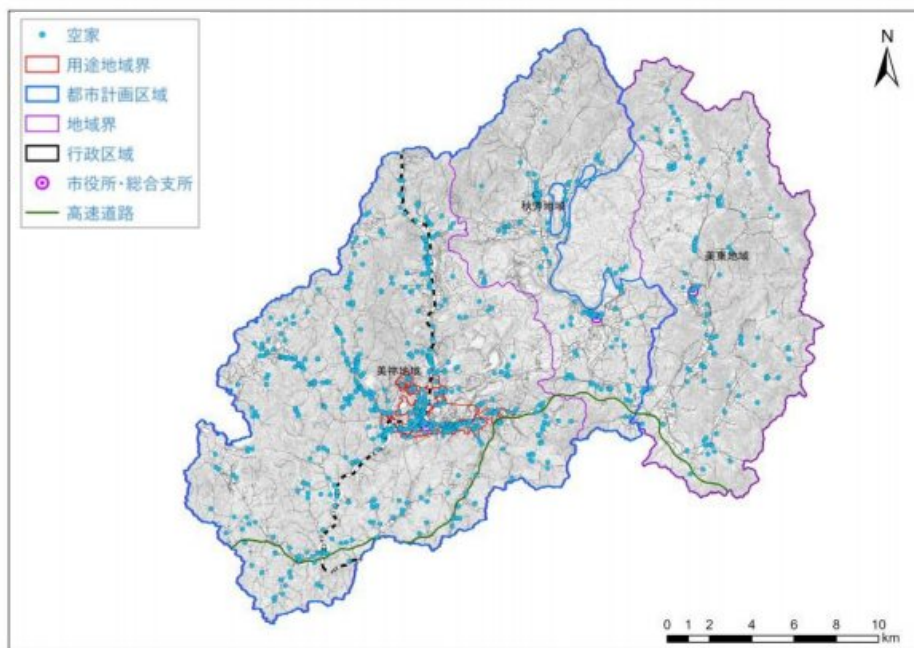 空家
用途地域界
都市計画区域
地域界
行政区域
市役所・総合支所
高速道路
N
秋芳地域
美東地域
美祢地域
0 1 2 4 6 8 10
km